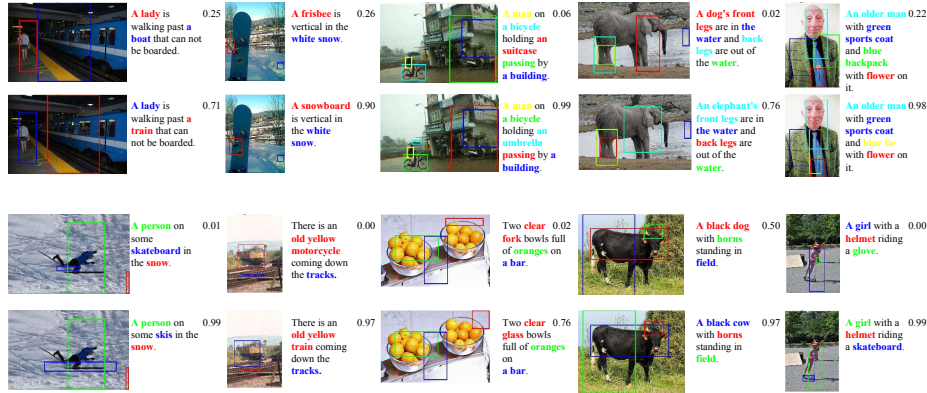 A lady is 0.25
walking past a
boat that can not
be boarded.
A frisbee is 0.26
vertical in the
white snow.
A man on 0.06
a bicycle
holding an
suitcase
passing by
a building.
A dog's front 0.02
legs are in the
water and back
legs are out of
the water.
An older man 0.22
with green
sports coat
and blue
backpack
with flower on
it.
A lady is 0.71
walking past a
train that can
not be boarded.
A snowboard 0.90
is vertical in
the white
snow.
A man on 0.99
a bicycle
holding an
umbrella
passing by a
building.
An elephant's 0.76
front legs are in
the water and
back legs are
out of the
water.
An older man 0.98
with green
sports coat
and blue tie
with flower on
it.
A person on 0.01
some
skateboard in
the snow.
There is an 0.00
old yellow
motorcycle
coming down
the tracks.
Two clear 0.02
fork bowls full
of oranges on
a bar.
A black dog 0.50
with horns
standing in
field.
A girl with a 0.00
helmet riding
a glove.
A person on 0.99
some skis in the
snow.
There is an 0.97
old yellow
train coming
down the
tracks.
Two clear 0.76
glass bowls
full of oranges
on
a bar.
A black cow 0.97
with horns
standing in
field.
A girl with a 0.99
helmet riding
a skateboard.